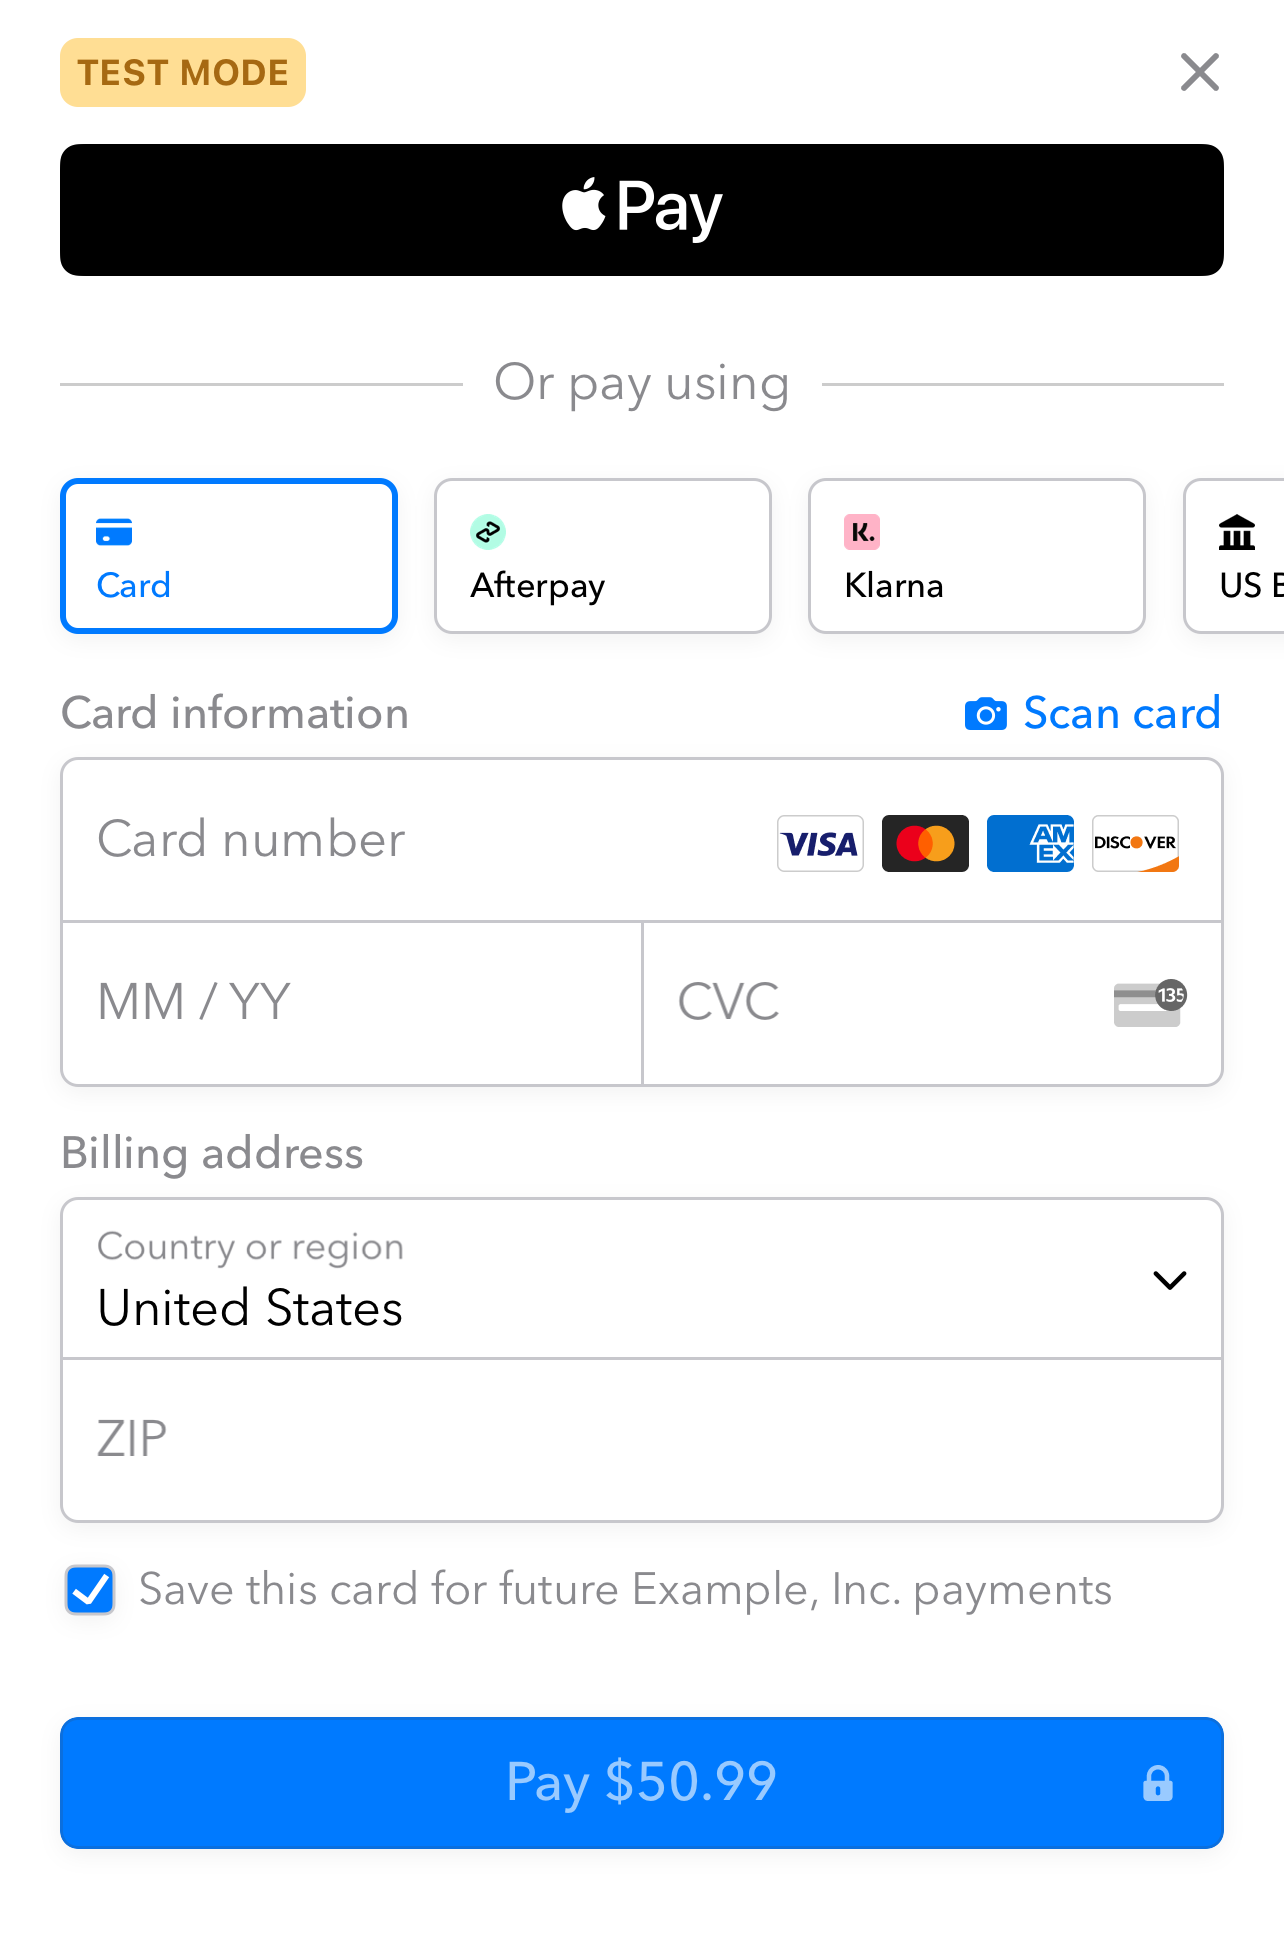 TEST MODE
Pay
Or pay using
Card
Afterpay
K.
Klarna
US
Card information
Scan card
Card number
VISA
AM
EX
DISCOVER
MM / YY
CVC
135
Billing address
Country or region
United States
ZIP
Save this card for future Example, Inc. payments
Pay $50.99